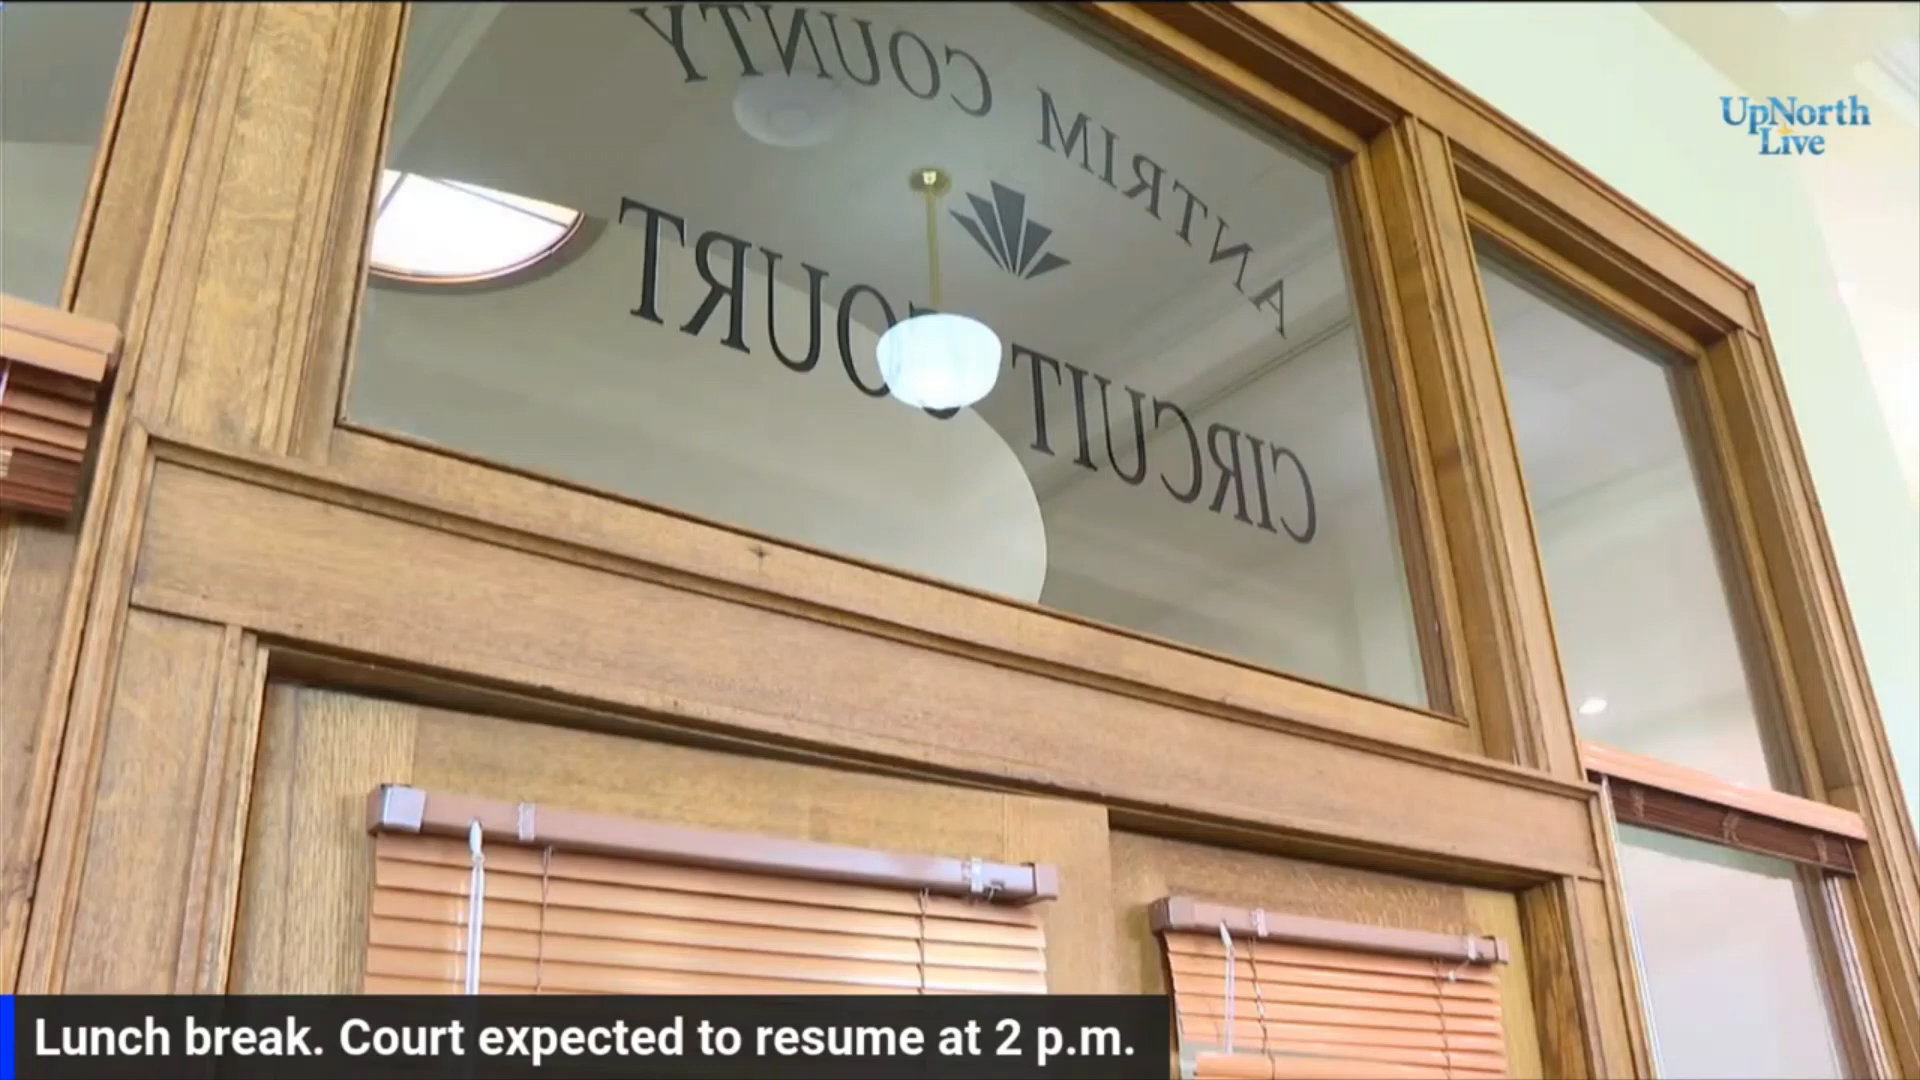 ANTRIM COUNTY
CIRCUIT COURT
UpNorth
Live
Lunch break. Court expected to resume at 2 p.m.